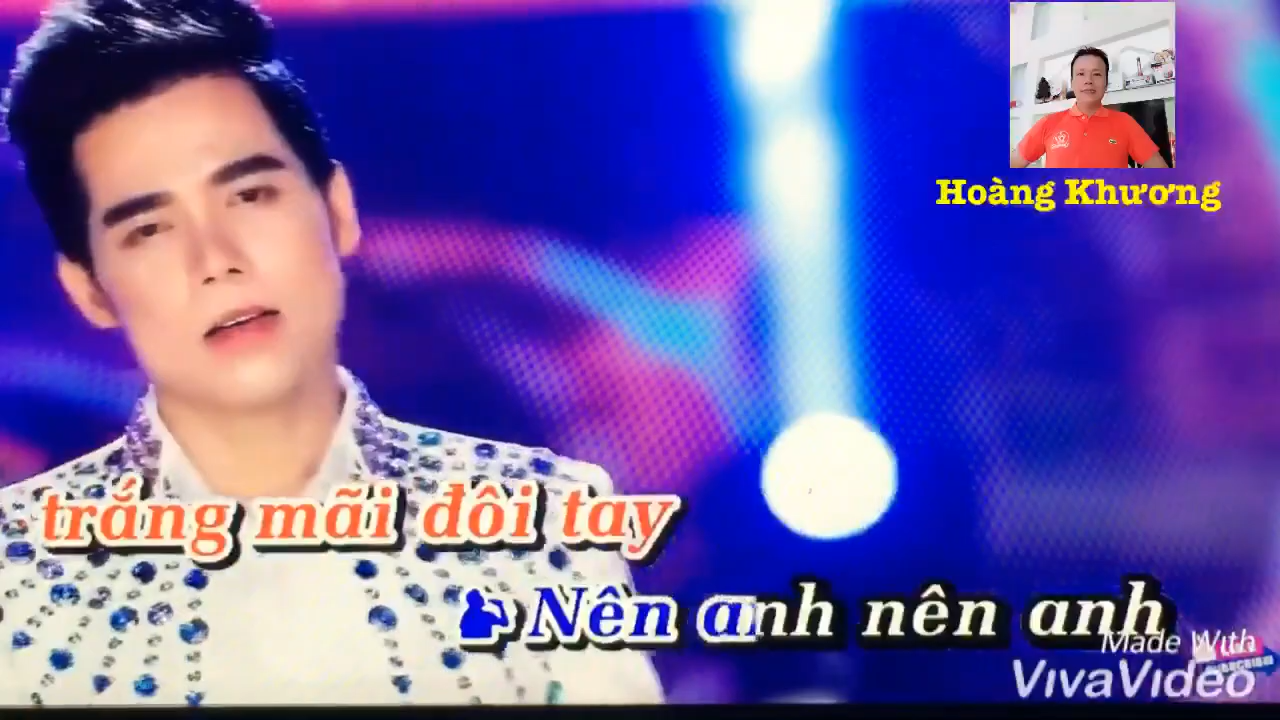 Hoàng Khương
trắng mãi đôi tay
Nên anh nên anh
Made With
VivaVideo